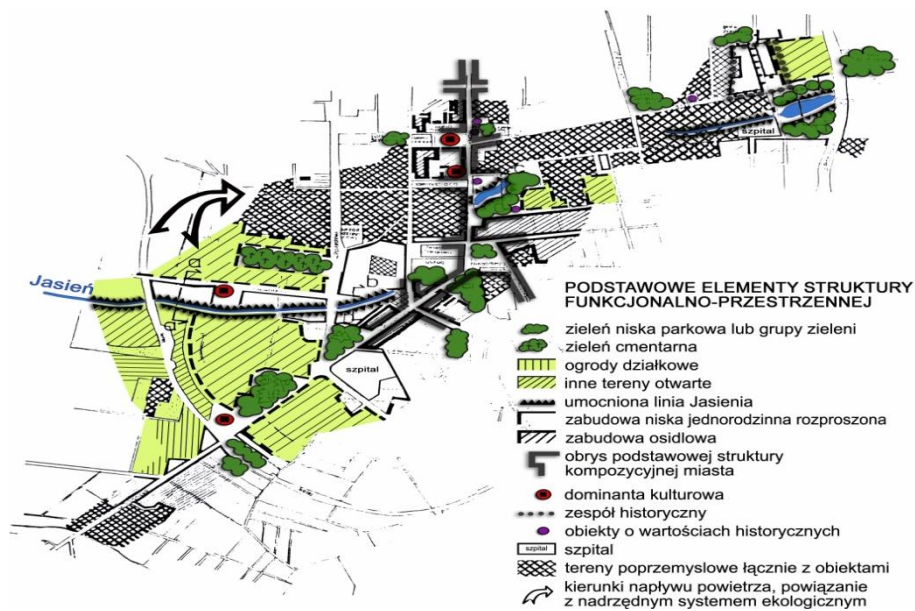 szpital
Jasień
szpital
PODSTAWOWE ELEMENTY STRUKTURY
FUNKCJONALNO-PRZESTRZENNEJ
zieleń niska parkowa lub grupy zieleni
zieleń cmentarna
ogrody działkowe
inne tereny otwarte
umocniona linia Jasienia
zabudowa niska jednorodzinna rozproszona
zabudowa osidlowa
obrys podstawowej struktury
kompozycyjnej miasta
dominanta kulturowa
zespół historyczny
obiekty o wartościach historycznych
szpital szpital
tereny poprzemyslowe łącznie z obiektami
kierunki napływu powietrza, powiązanie
z nadrzędnym systemem ekologicznym